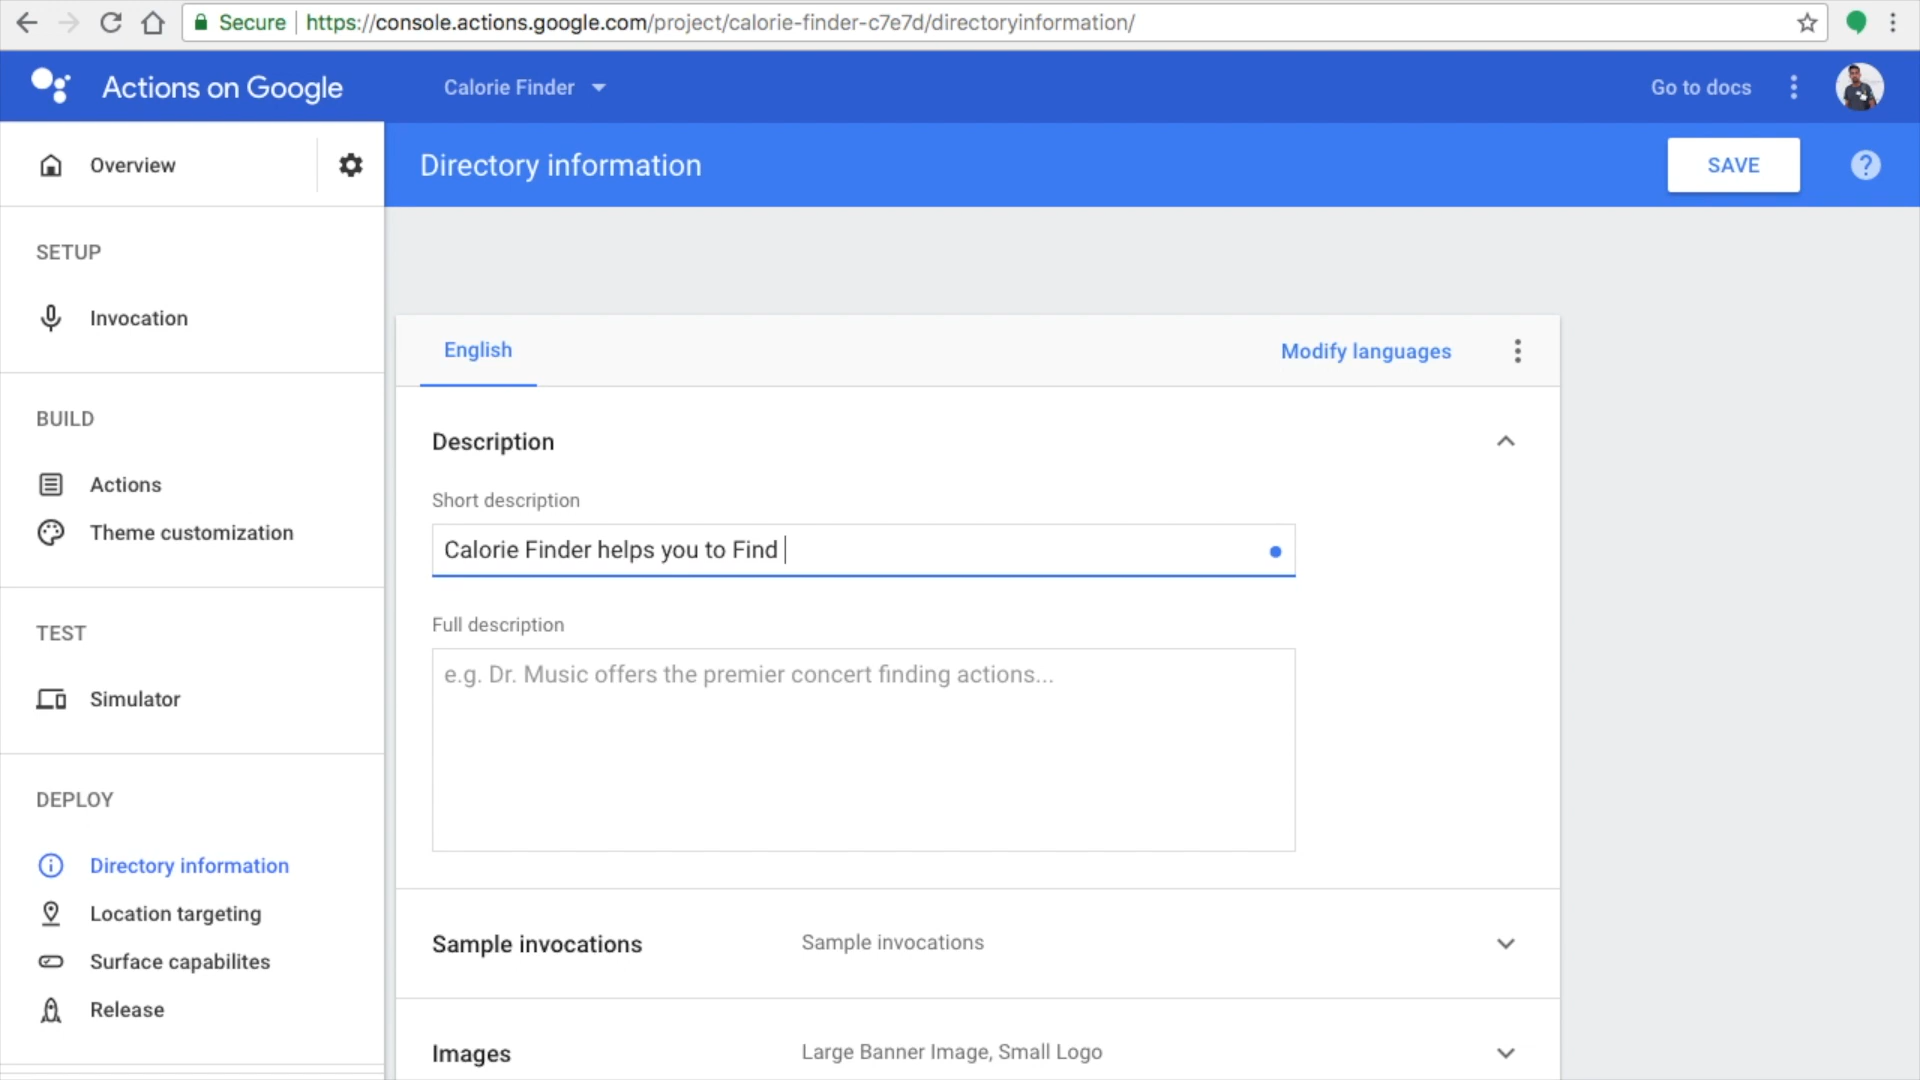 Secure https://console.actions.google.com/project/calorie-finder-c7e7d/directoryinformation/
Actions on Google
Calorie Finder
Go to docs
Overview
Directory information
SAVE
SETUP
Invocation
English
Modify languages
BUILD
Description
Actions
Short description
Theme customization
Calorie Finder helps you to Find
Full description
TEST
e.g. Dr. Music offers the premier concert finding actions...
Simulator
DEPLOY
Directory information
Location targeting
Sample invocations
Sample invocations
Surface capabilites
Release
Images
Large Banner Image, Small Logo